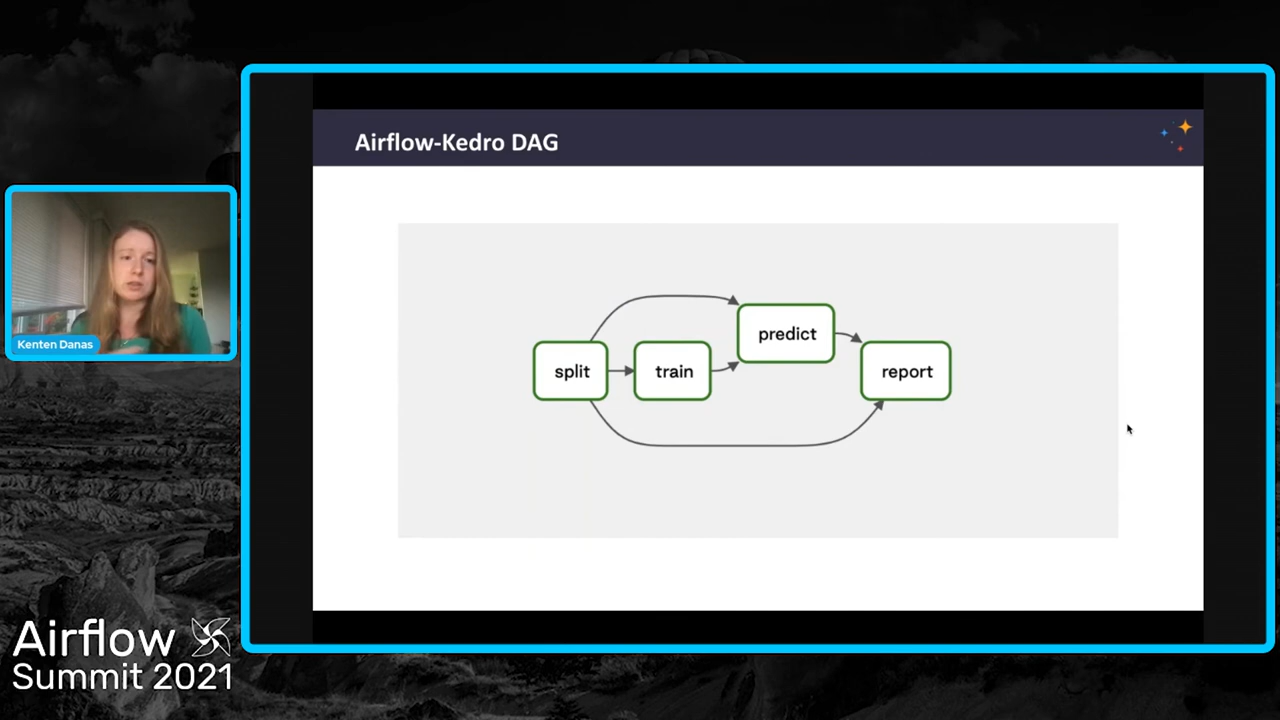 Airflow-Kedro DAG
predict
split
train
report
Kenten Danas
Airflow
Summit 2021